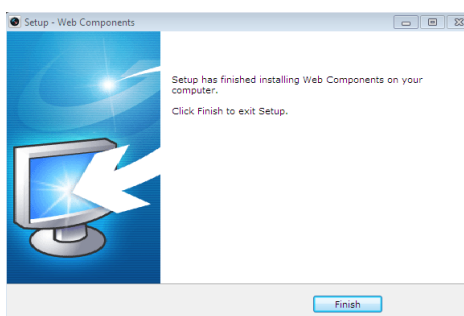 Setup - Web Components
Setup has finished installing Web Components on your
computer.
Click Finish to exit Setup.
Finish